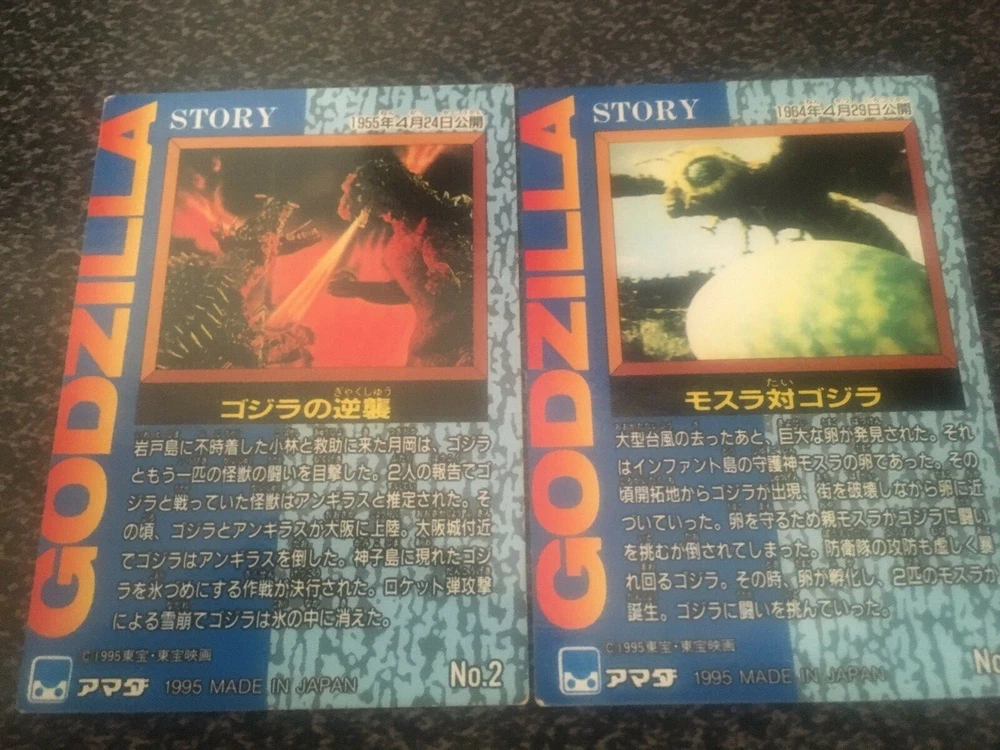 GODZILLA
STORY
1955年4月24日公開
ぎゃくしゅう
ゴジラの逆襲
岩戸島に不時着した小林と救助に来た月岡は、ゴジラ
ともう一匹の怪獣の闘いを目撃した。2人の報告でゴ
ジラと戦っていた怪獣はアンギラスと推定された。そ
の頃、ゴジラとアンギラスが大阪に上陸。大阪城付近
でゴジラはアンギラスを倒した。神子島に現れたゴジ
ラを氷づめにする作戦が決行された。ロケット弾攻撃
による雪崩でゴジラは氷の中に消えた。
©1995東宝・東宝映画
アマダ 1995 MADE IN JAPAN
No.2
GODZILLA
STORY
1964年4月29日公開
たい
モスラ対ゴジラ
大型台風の去ったあと、巨大な卵が発見された。それ
はインファント島の守護神モスラの卵であった。その
頃開拓地からゴジラが出現、街を破壊しながら卵に近
づいていった。卵を守るため親モスラがゴジラに闘い
を挑むが倒されてしまった。防衛隊の攻防も虚しく暴
れ回るゴジラ。その時、卵が孵化し、2匹のモスラが
誕生。ゴジラに闘いを挑んでいった。
©1995東宝・東宝映画
アマダ 1995 MADE IN JAPAN